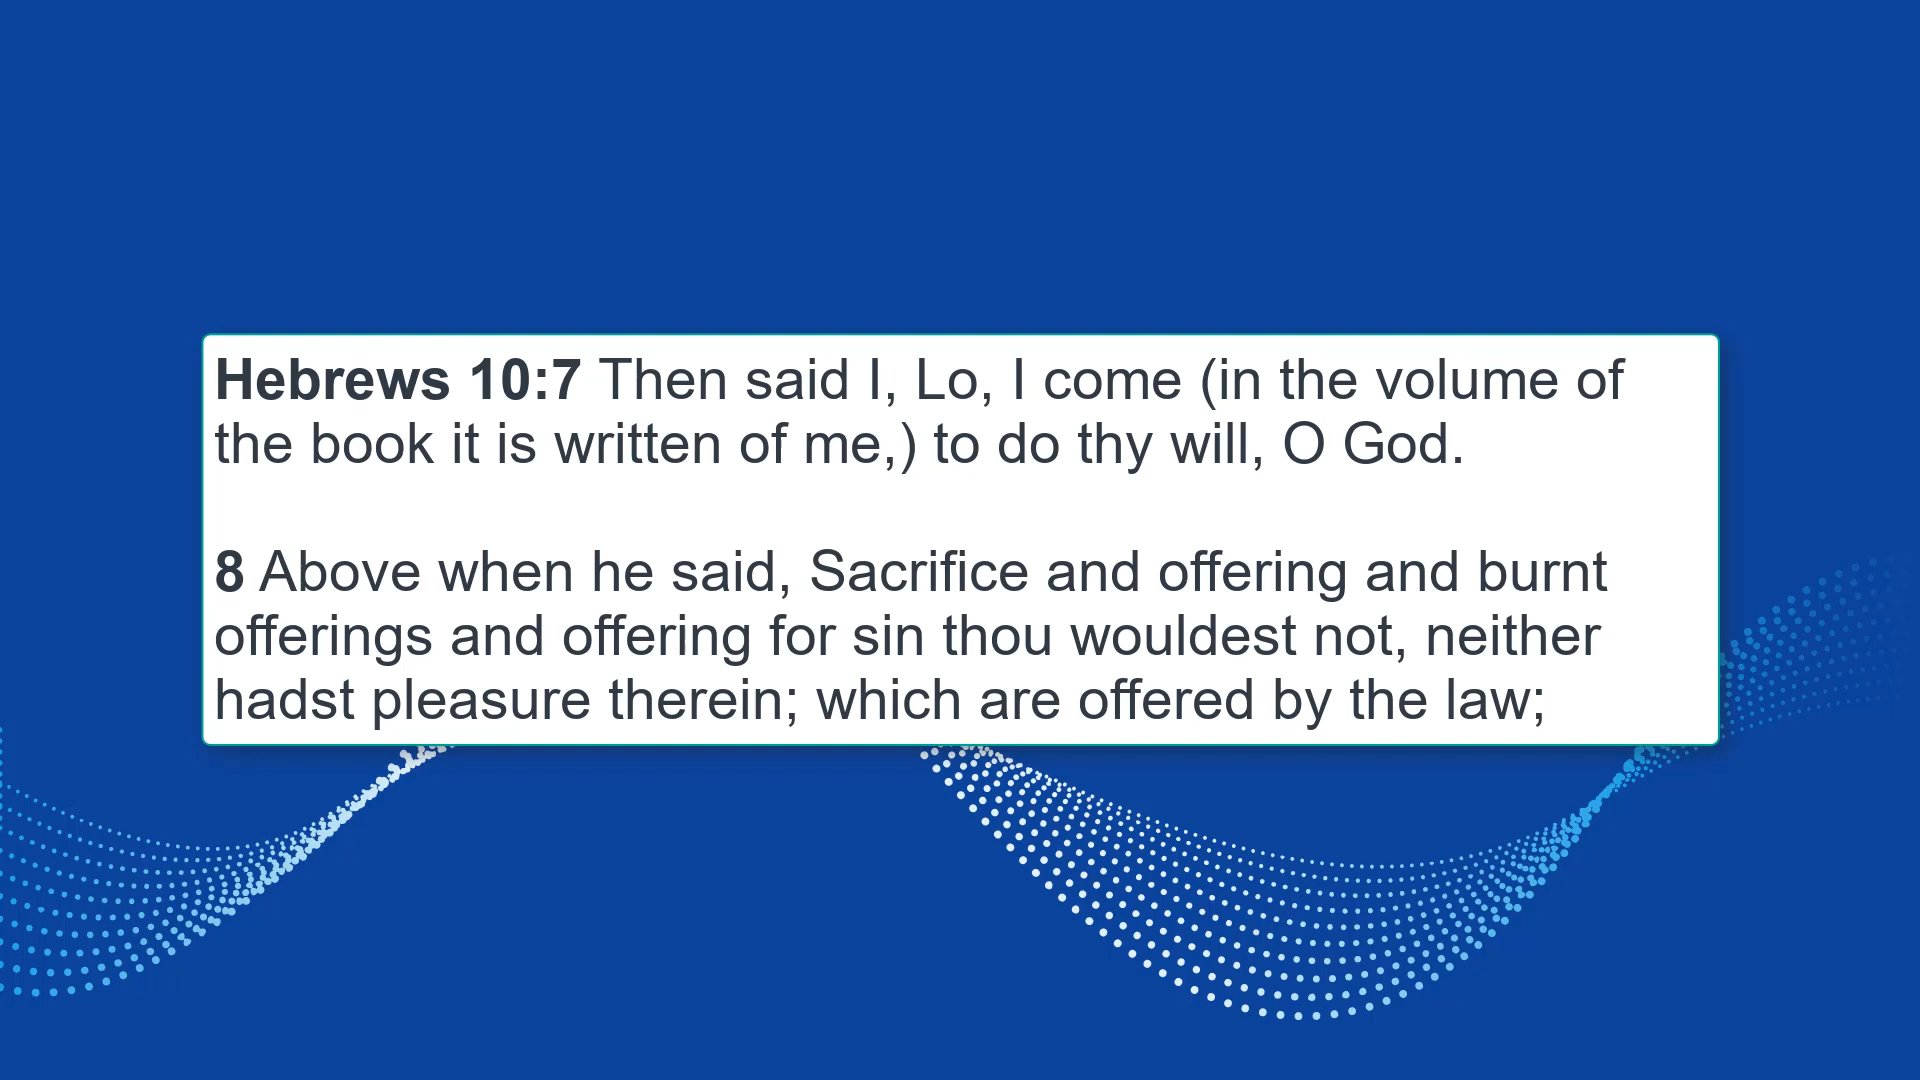 Hebrews 10:7 Then said I, Lo, I come (in the volume of
the book it is written of me,) to do thy will, O God.
8 Above when he said, Sacrifice and offering and burnt
offerings and offering for sin thou wouldest not, neither
hadst pleasure therein; which are offered by the law;